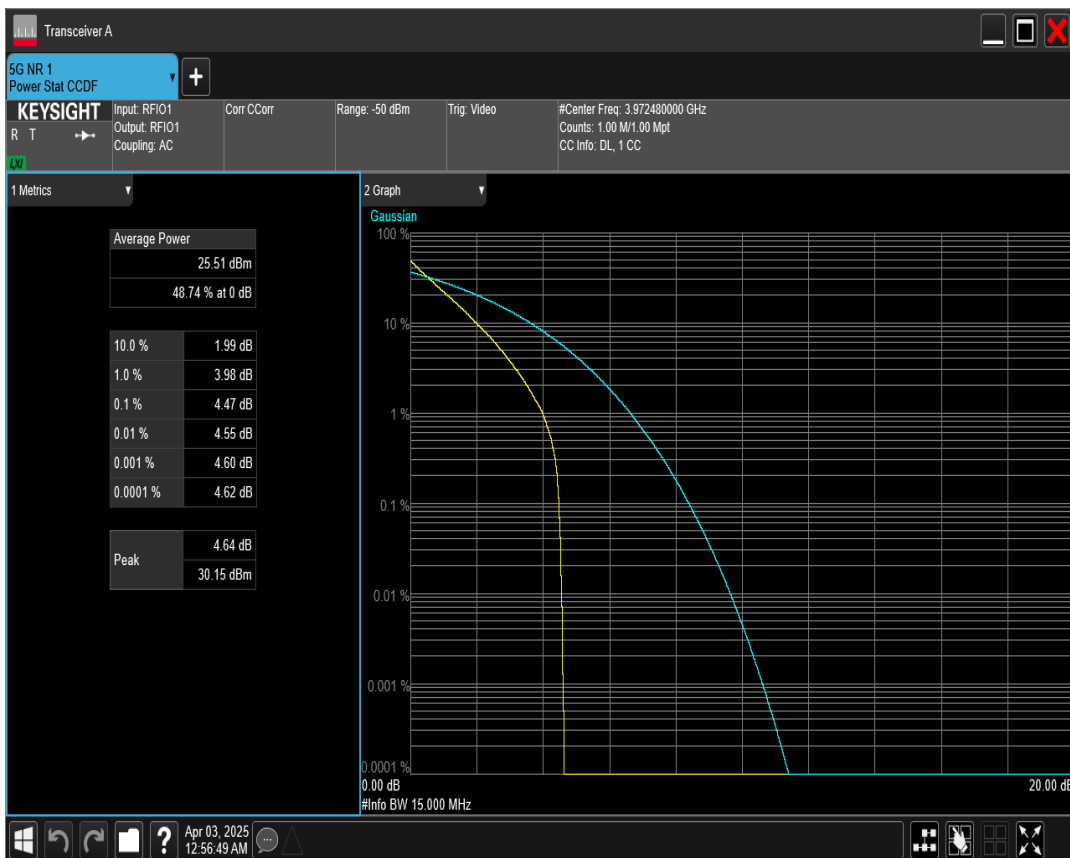 Transceiver A
5G NR 1
Power Stat CCDF
KEYSIGHT
R T
LXI
Input: RFIO1
Output: RFIO1
Coupling: AC
Corr CCorr
Range: -50 dBm
Trig: Video
#Center Freq: 3.972480000 GHz
Counts: 1.00 M/1.00 Mpt
CC Info: DL, 1 CC
1 Metrics
Average Power
25.51 dBm
48.74 % at 0 dB
10.0 % 1.99 dB
1.0 % 3.98 dB
0.1 % 4.47 dB
0.01 % 4.55 dB
0.001 % 4.60 dB
0.0001 % 4.62 dB
Peak
4.64 dB
30.15 dBm
2 Graph
Gaussian
100 %
10 %
1 %
0.1 %
0.01 %
0.001 %
0.0001 %
0.00 dB 20.00 dB
#Info BW 15.000 MHz
?
Apr 03, 2025
12:56:49 AM